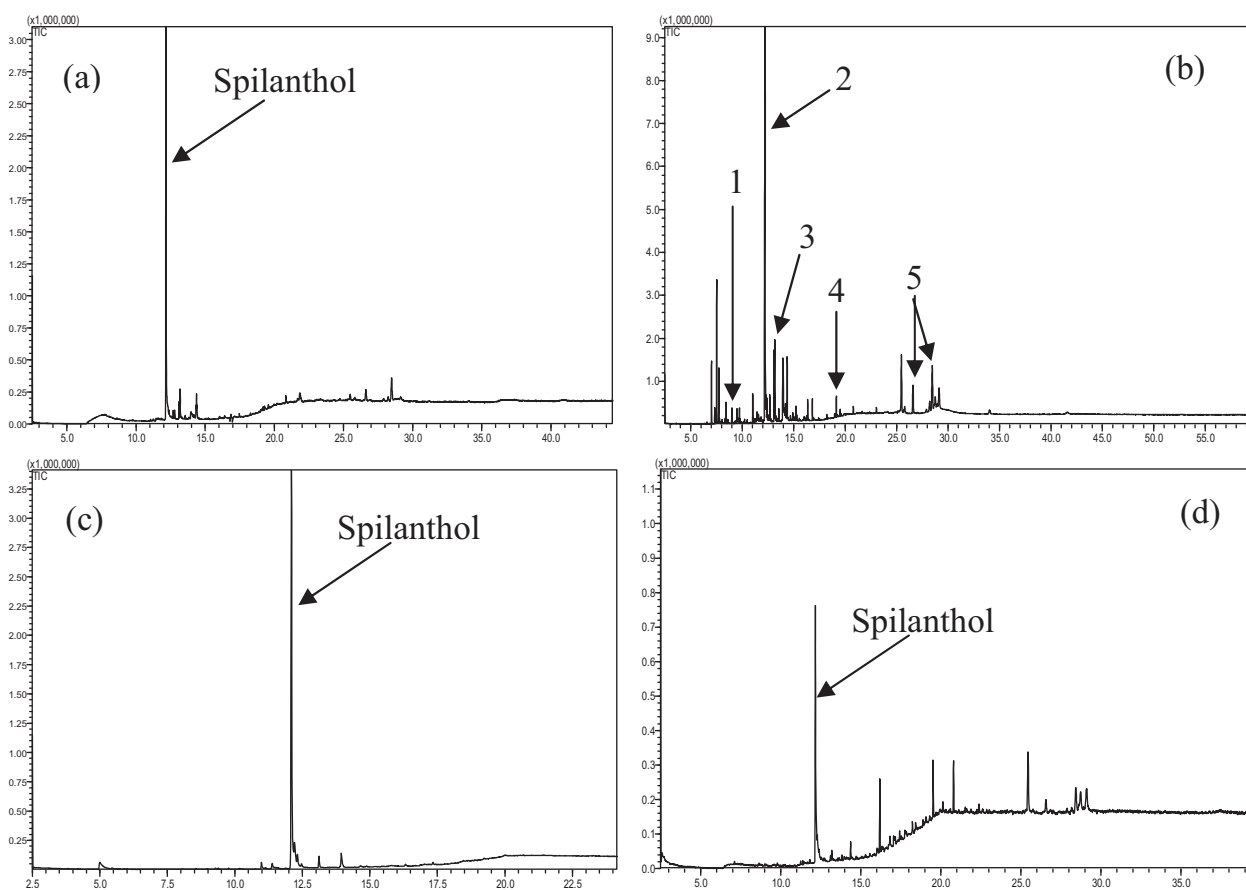 (x1,000,000)
TIC
3.00
2.75
2.50
2.25
2.00
1.75
1.50
1.25
1.00
0.75
0.50
0.25
0.00
(a)
Spilanthol
5.0 10.0 15.0 20.0 25.0 30.0 35.0 40.0
(x1,000,000)
TIC
9.0
8.0
7.0
6.0
5.0
4.0
3.0
2.0
1.0
(b)
2
1
3
4
5
5.0 10.0 15.0 20.0 25.0 30.0 35.0 40.0 45.0 50.0 55.0
(x1,000,000)
TIC
3.25
3.00
2.75
2.50
2.25
2.00
1.75
1.50
1.25
1.00
0.75
0.50
0.25
(c)
Spilanthol
2.5 5.0 7.5 10.0 12.5 15.0 17.5 20.0 22.5
(x1,000,000)
TIC
1.1
1.0
0.9
0.8
0.7
0.6
0.5
0.4
0.3
0.2
0.1
0.0
(d)
Spilanthol
5.0 10.0 15.0 20.0 25.0 30.0 35.0